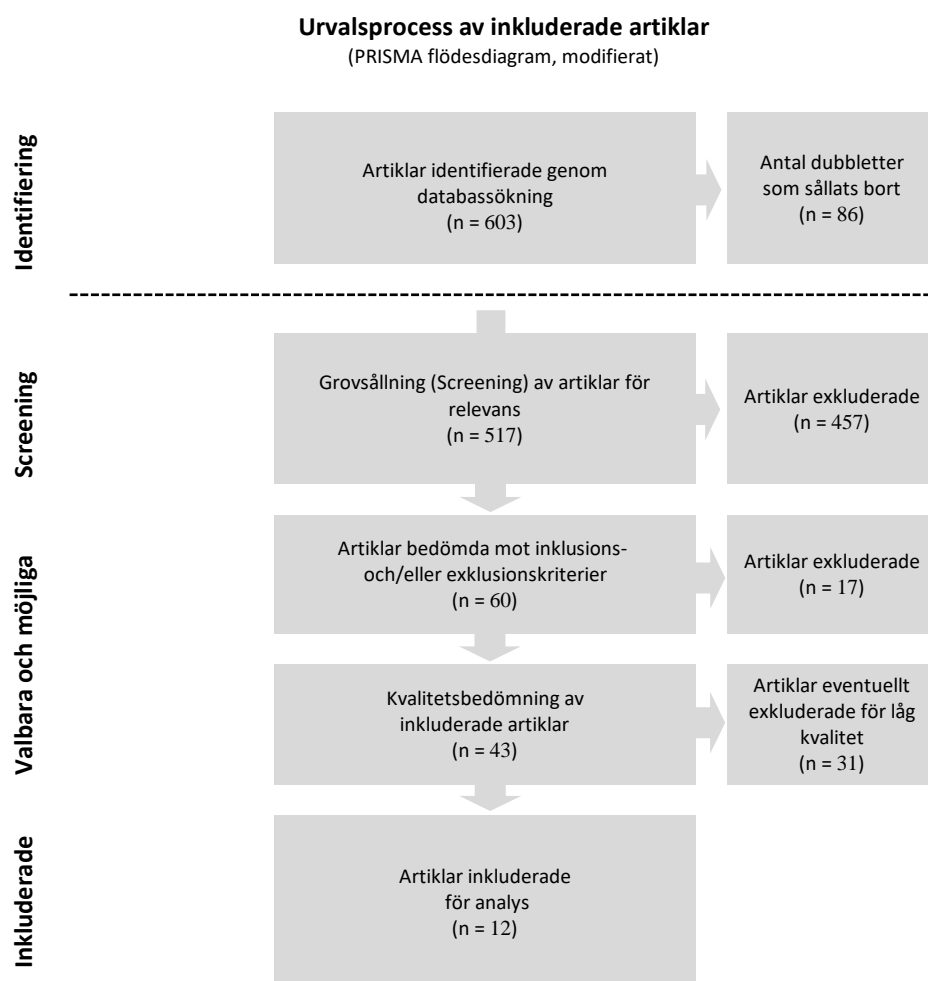 Urvalsprocess av inkluderade artiklar
(PRISMA flödesdiagram, modifierat)
Identifiering
Artiklar identifierade genom
databassökning
(n = 603)
Antal dubbletter
som sållats bort
(n = 86)
Screening
Grovsållning (Screening) av artiklar för
relevans
(n = 517)
Artiklar exkluderade
(n = 457)
Valbara och möjliga
Artiklar bedömda mot inklusions-
och/eller exklusionskriterier
(n = 60)
Artiklar exkluderade
(n = 17)
Kvalitetsbedömning av
inkluderade artiklar
(n = 43)
Artiklar eventuellt
exkluderade för låg
kvalitet
(n = 31)
Inkluderade
Artiklar inkluderade
för analys
(n = 12)